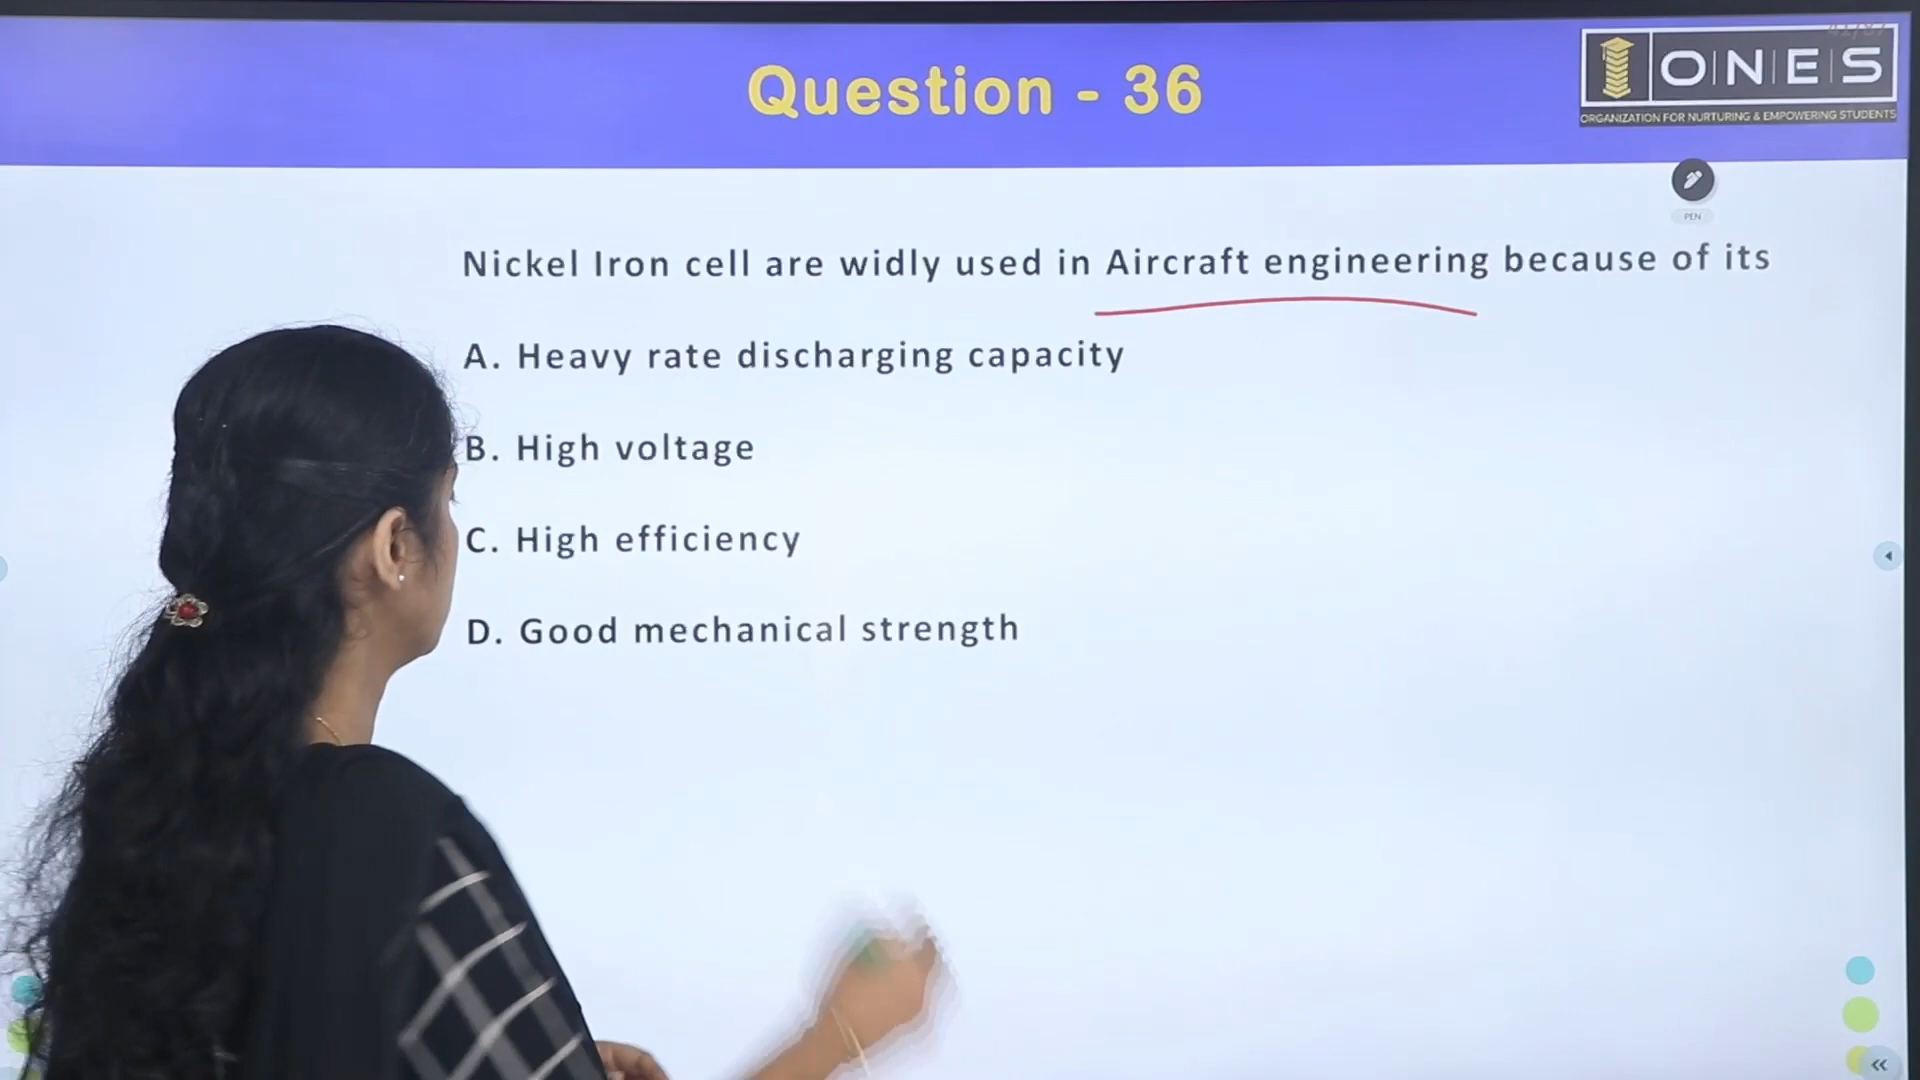 Question - 36
O|N|E|S
ORGANIZATION FOR NURTURING & EMPOWERING STUDENTS
PEN
Nickel Iron cell are widly used in Aircraft engineering because of its
A. Heavy rate discharging capacity
B. High voltage
C. High efficiency
D. Good mechanical strength